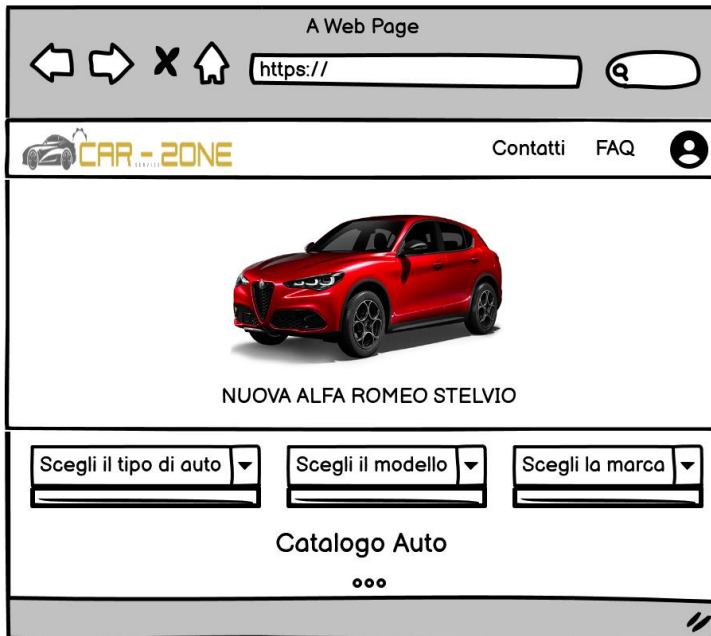 A Web Page
https://
CAR - ZONE
SERVICE
Contatti FAQ
NUOVA ALFA ROMEO STELVIO
Scegli il tipo di auto Scegli il modello Scegli la marca
Catalogo Auto